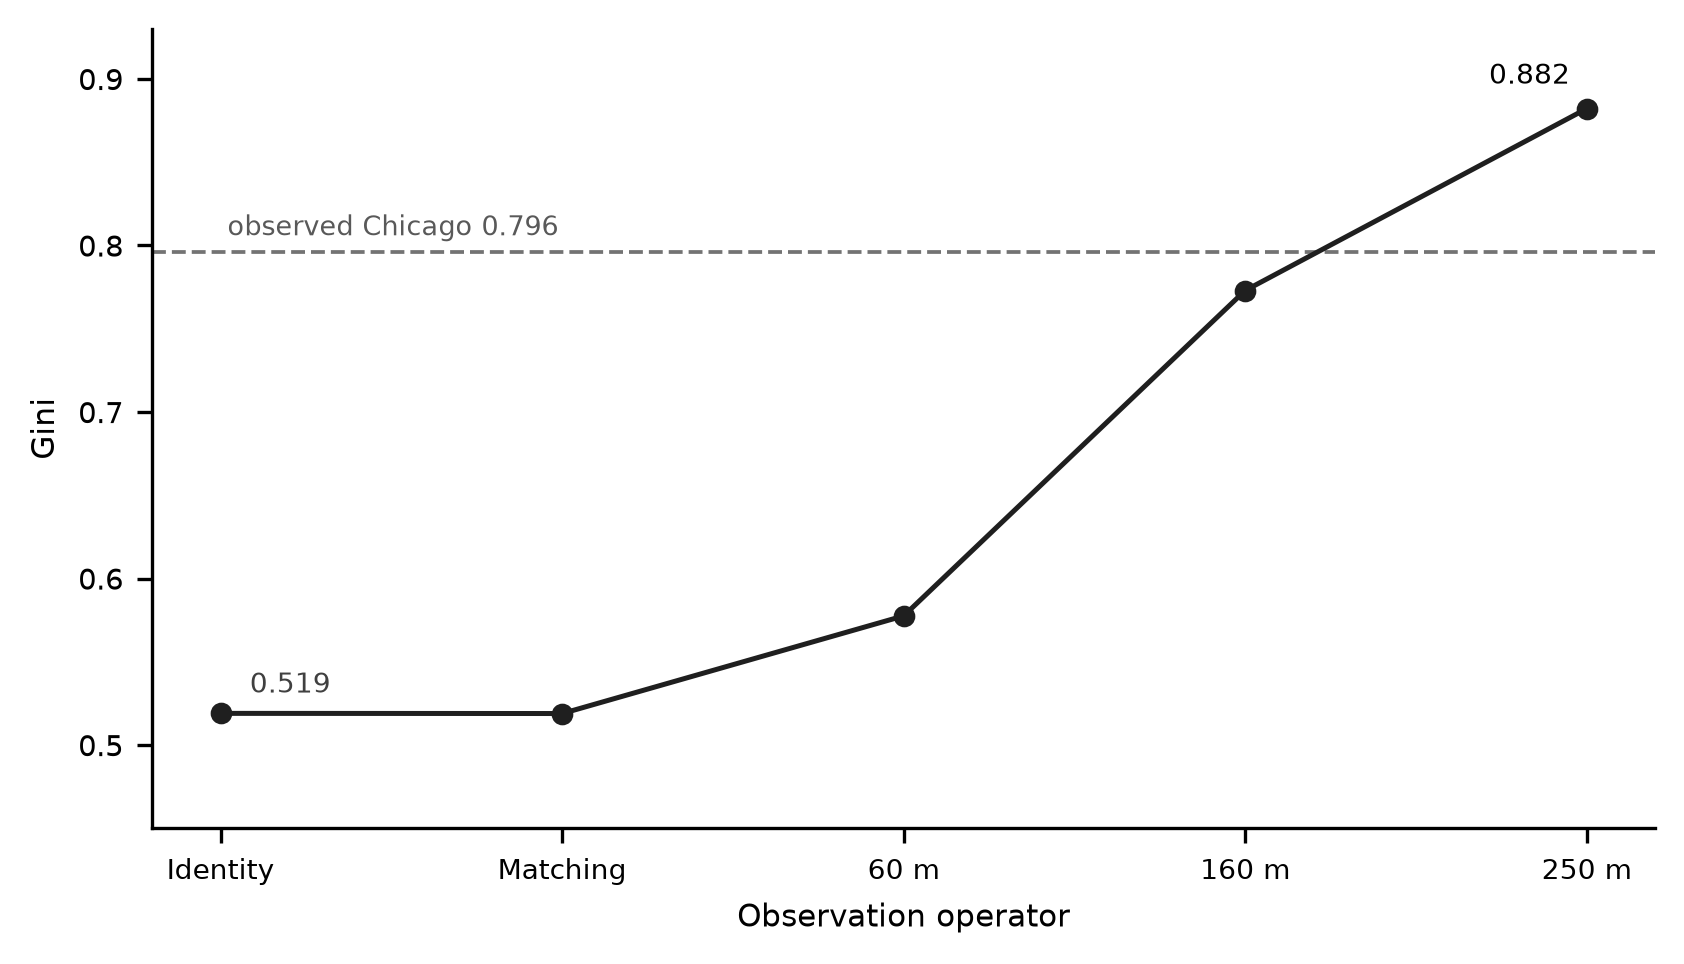 0.9
0.882
observed Chicago 0.796
0.8
0.7
Gini
0.6
0.519
0.5
Identity
Matching
60 m
160 m
250 m
Observation operator